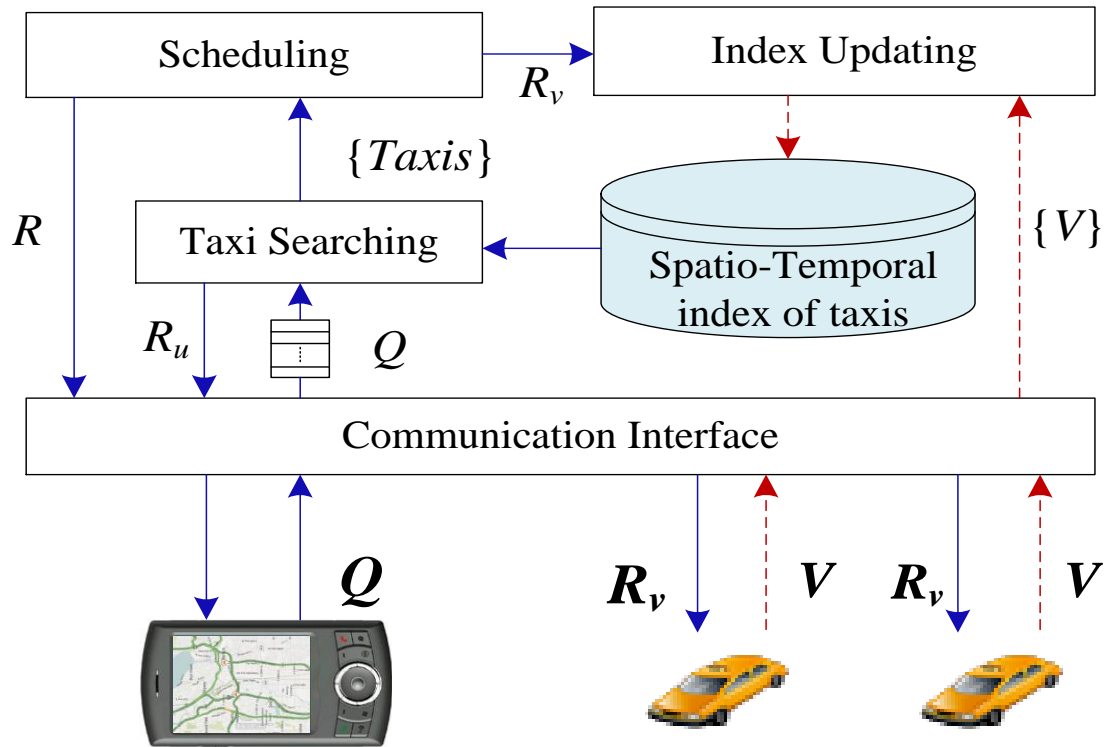 Scheduling
Index Updating
R_v
{Taxis}
R
Taxi Searching
{V}
Spatio-Temporal
index of taxis
R_u
Q
Communication Interface
Q
R_v
V
R_v
V